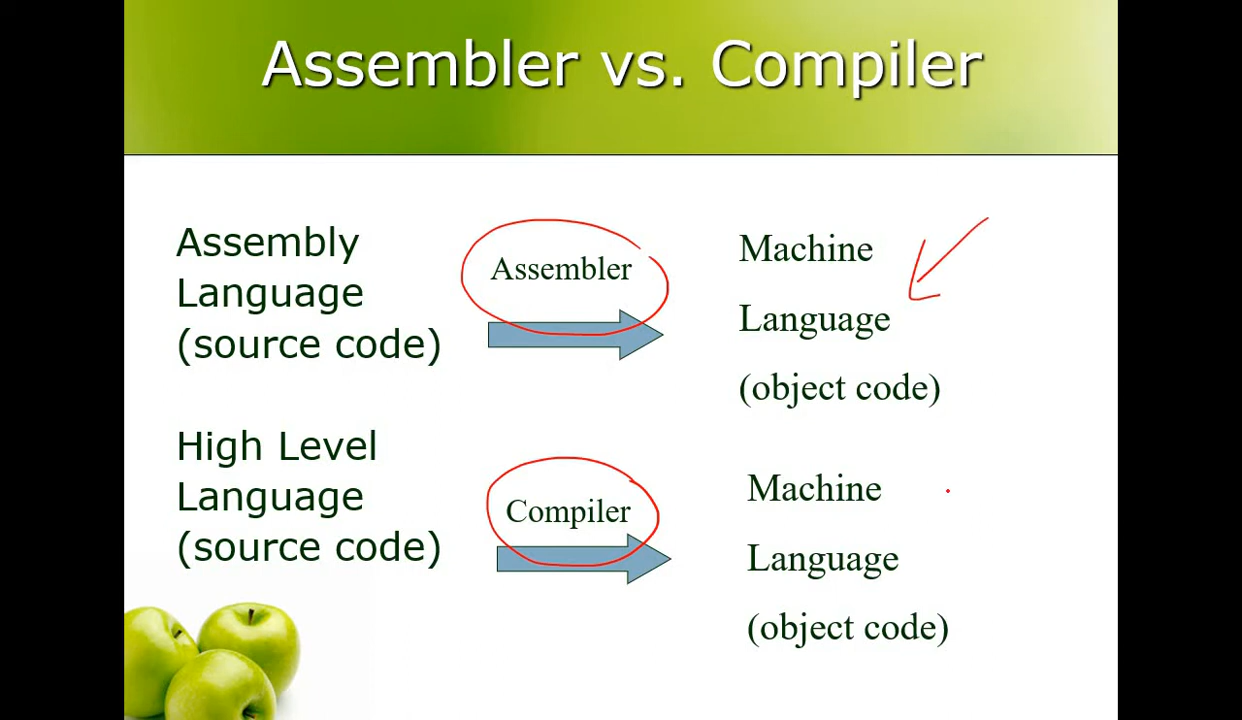 Assembler vs. Compiler
Assembly
Language
(source code)
Assembler
Machine
Language
(object code)
High Level
Language
(source code)
Compiler
Machine
Language
(object code)